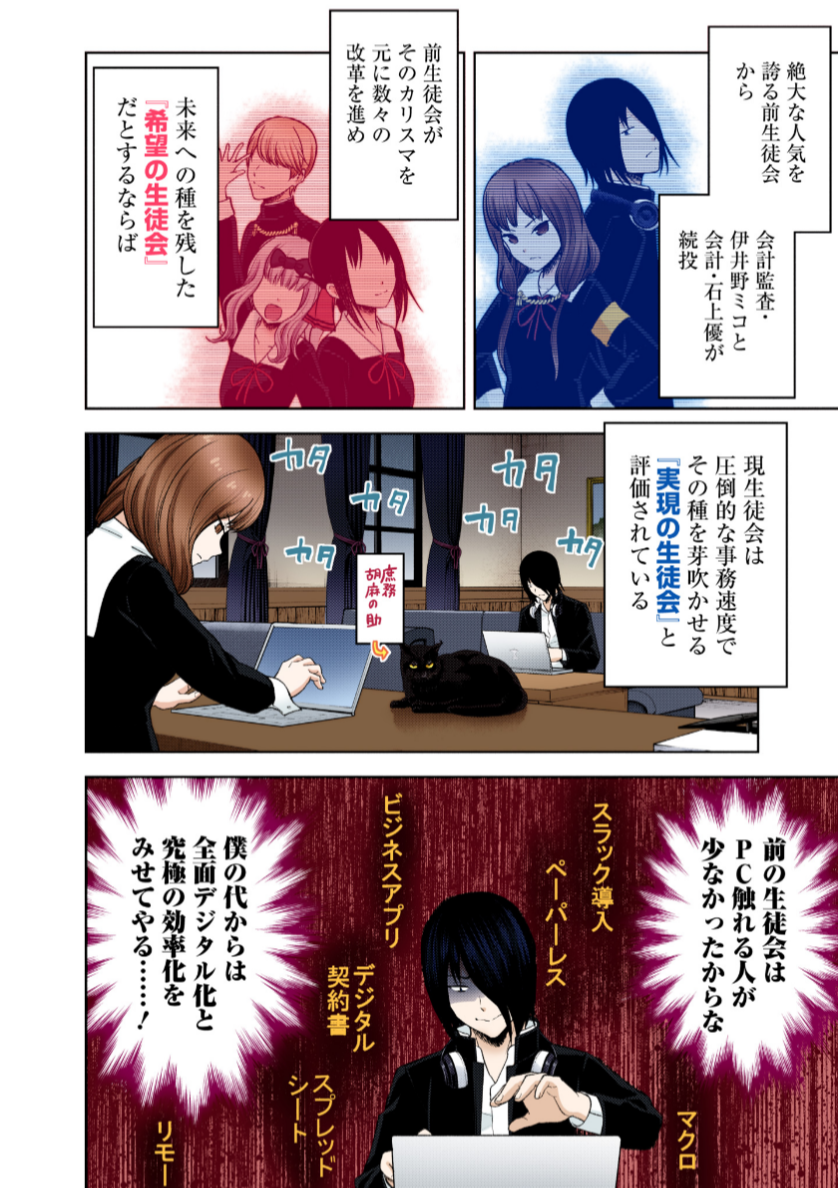 絶大な人気を
誇る前生徒会
から
会計監査・
伊井野ミコと
会計・石上優が
続投
前生徒会が
そのカリスマを
元に数々の
改革を進め
未来への種を残した
『希望の生徒会』
だとするならば
現生徒会は
圧倒的な事務速度で
その種を芽吹かせる
『実現の生徒会』と
評価されている
カタ
カタ
カタ
カタ
カタ
カタ
庶務
胡麻の助
前の生徒会は
PC触れる人が
少なかったからな
スラック導入
ペーパーレス
マクロ
ビジネスアプリ
デジタル
契約書
スプレッド
シート
リモー
僕の代からは
全面デジタル化と
究極の効率化を
みせてやる……!